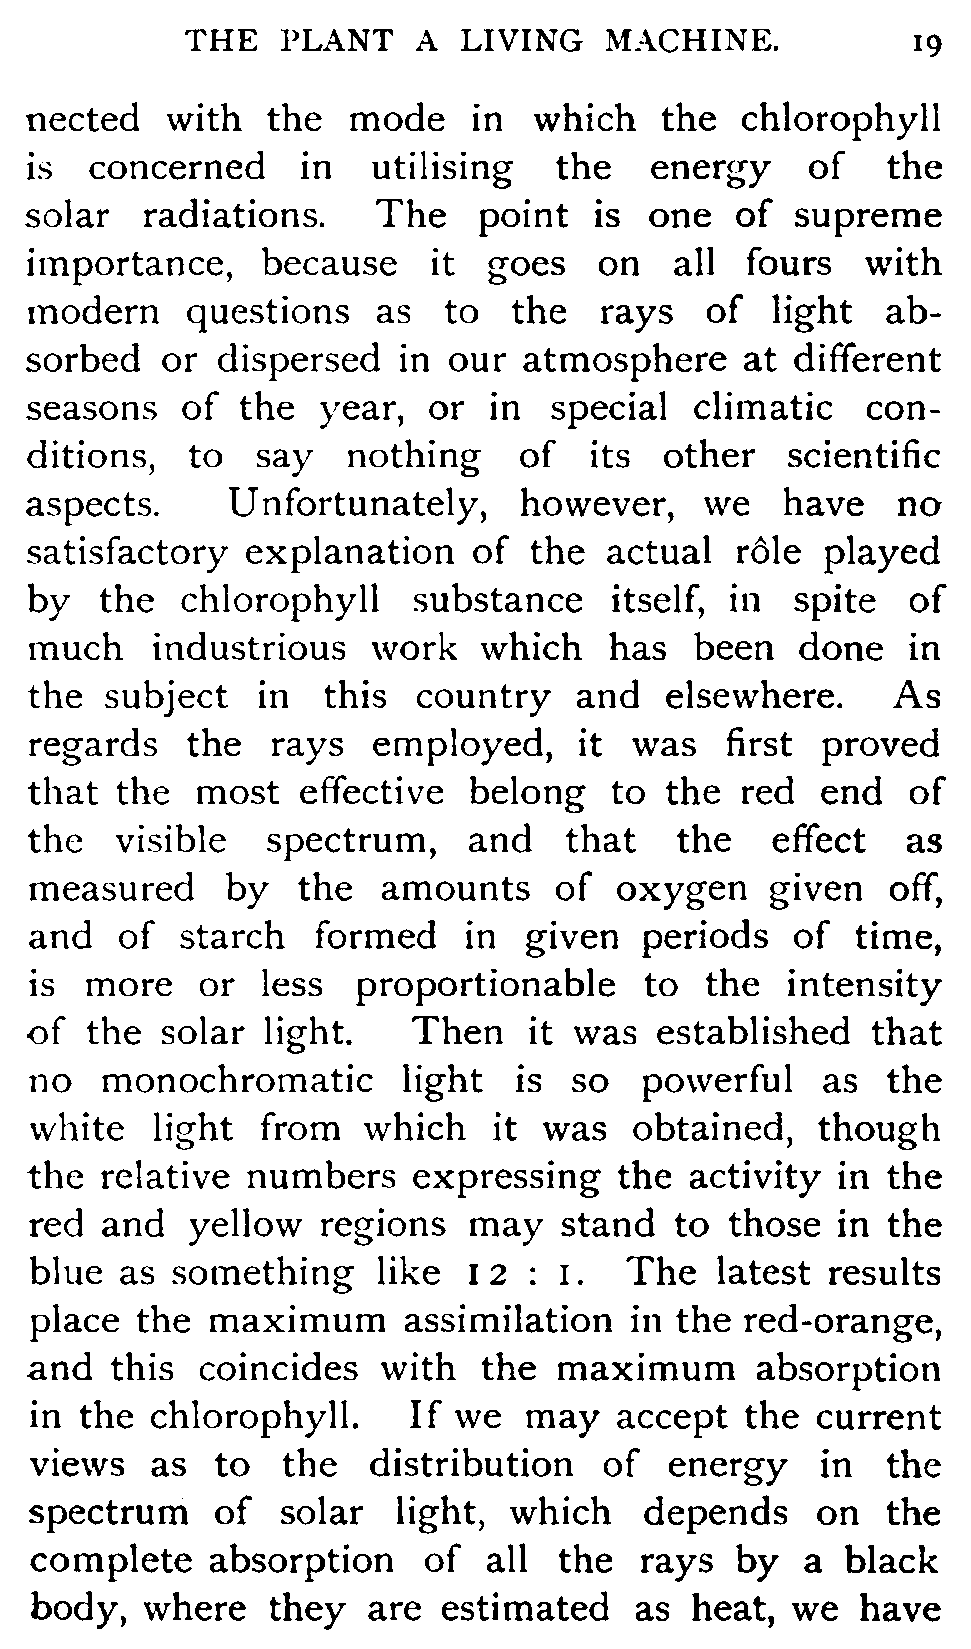 THE PLANT A LIVING MACHINE. 19
nected with the mode in which the chlorophyll
is concerned in utilising the energy of the
solar radiations. The point is one of supreme
importance, because it goes on all fours with
modern questions as to the rays of light ab-
sorbed or dispersed in our atmosphere at different
seasons of the year, or in special climatic con-
ditions, to say nothing of its other scientific
aspects. Unfortunately, however, we have no
satisfactory explanation of the actual rôle played
by the chlorophyll substance itself, in spite of
much industrious work which has been done in
the subject in this country and elsewhere. As
regards the rays employed, it was first proved
that the most effective belong to the red end of
the visible spectrum, and that the effect as
measured by the amounts of oxygen given off,
and of starch formed in given periods of time,
is more or less proportionable to the intensity
of the solar light. Then it was established that
no monochromatic light is so powerful as the
white light from which it was obtained, though
the relative numbers expressing the activity in the
red and yellow regions may stand to those in the
blue as something like 12 : 1. The latest results
place the maximum assimilation in the red-orange,
and this coincides with the maximum absorption
in the chlorophyll. If we may accept the current
views as to the distribution of energy in the
spectrum of solar light, which depends on the
complete absorption of all the rays by a black
body, where they are estimated as heat, we have